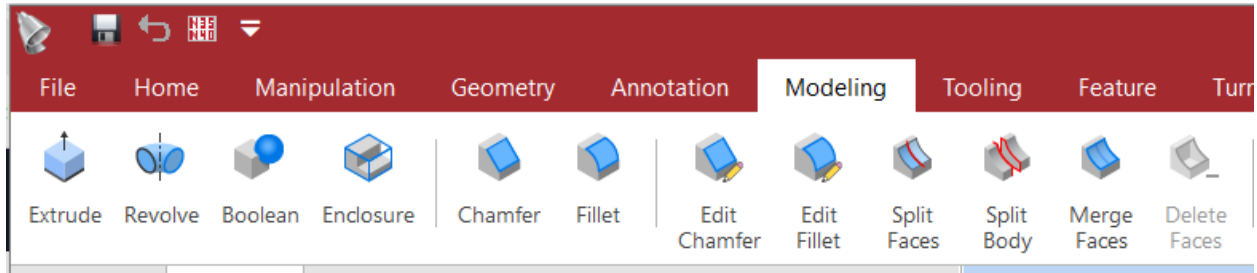 File Home Manipulation Geometry Annotation Modeling Tooling Feature
Extrude Revolve Boolean Enclosure Chamfer Fillet Edit Chamfer Edit Fillet Split Faces Split Body Merge Faces Delete Faces